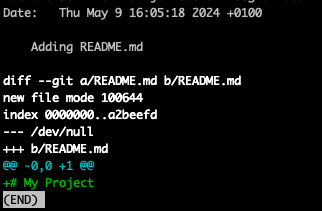 Date:   Thu May 9 16:05:18 2024 +0100
Adding README.md
diff --git a/README.md b/README.md
new file mode 100644
index 0000000..a2beefd
--- /dev/null
+++ b/README.md
@@ -0,0 +1 @@
+# My Project
(END)